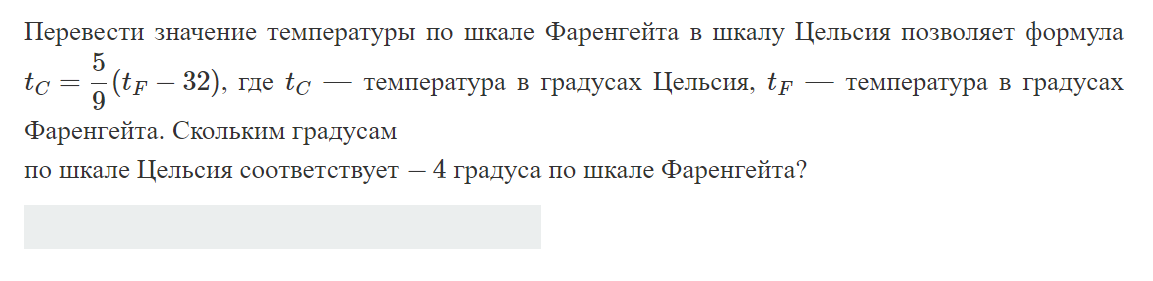 Перевести значение температуры по шкале Фаренгейта в шкалу Цельсия позволяет формула
t_C = 5/9 (t_F − 32), где t_C — температура в градусах Цельсия, t_F — температура в градусах
Фаренгейта. Скольким градусам
по шкале Цельсия соответствует − 4 градуса по шкале Фаренгейта?